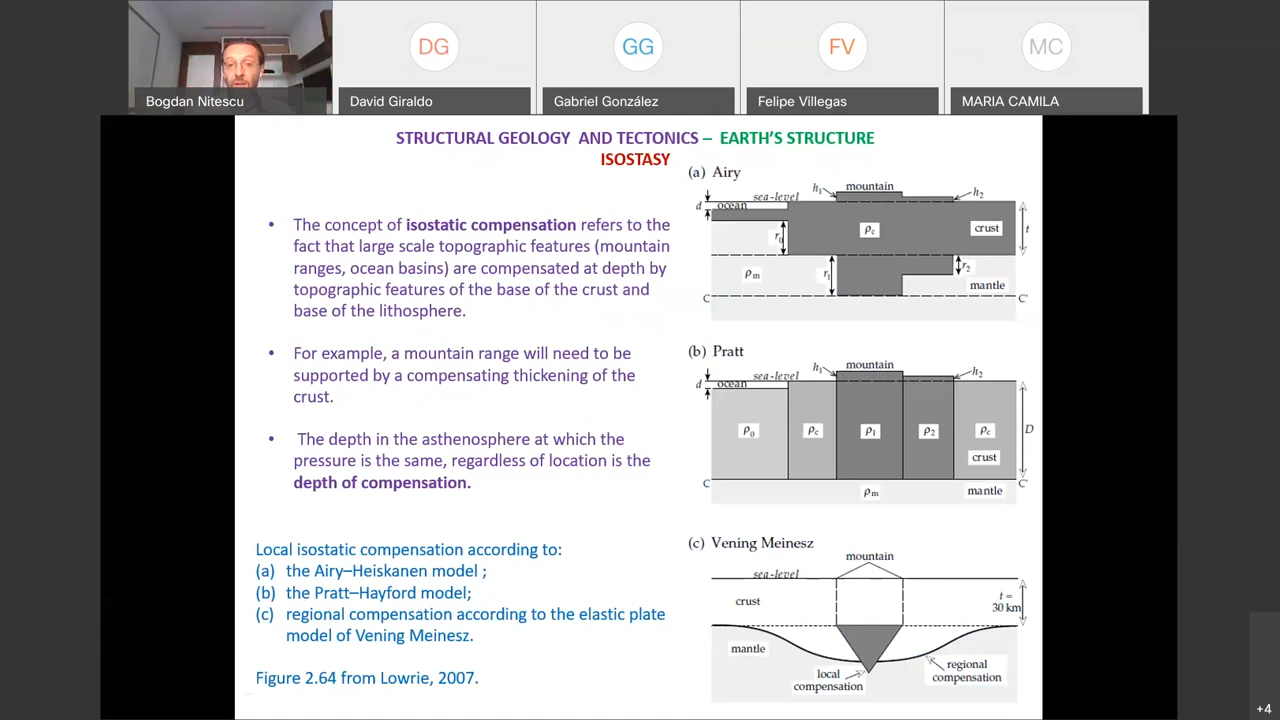 DG
GG
FV
MC
Bogdan Nitescu
David Giraldo
Gabriel González
Felipe Villegas
MARIA CAMILA
STRUCTURAL GEOLOGY AND TECTONICS – EARTH'S STRUCTURE
ISOSTASY
• The concept of isostatic compensation refers to the
fact that large scale topographic features (mountain
ranges, ocean basins) are compensated at depth by
topographic features of the base of the crust and
base of the lithosphere.
• For example, a mountain range will need to be
supported by a compensating thickening of the
crust.
• The depth in the asthenosphere at which the
pressure is the same, regardless of location is the
depth of compensation.
Local isostatic compensation according to:
(a) the Airy–Heiskanen model ;
(b) the Pratt–Hayford model;
(c) regional compensation according to the elastic plate
model of Vening Meinesz.
Figure 2.64 from Lowrie, 2007.
(a) Airy
h₁ mountain h₂
sea-level
d ocean
r₀ ρc crust t
ρm r₁ r₂
mantle
C C'
(b) Pratt
mountain
h₁ h₂
sea-level
d ocean
ρ₀ ρc ρ₁ ρ₂ ρc D
crust
C C'
ρm mantle
(c) Vening Meinesz
mountain
sea-level
crust t =
30 km
mantle
local
compensation
regional
compensation
+4